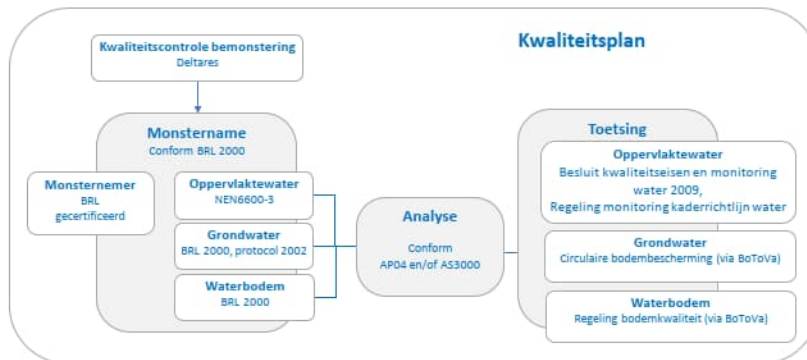 Kwaliteitsplan
Kwaliteitscontrole bemonstering
Deltares
Monstername
Conform BRL 2000
Monsternemer
BRL
gecertificeerd
Oppervlaktewater
NEN6600-3
Grondwater
BRL 2000, protocol 2002
Waterbodem
BRL 2000
Analyse
Conform
AP04 en/of AS3000
Toetsing
Oppervlaktewater
Besluit kwaliteitseisen en monitoring
water 2009,
Regeling monitoring kaderrichtlijn water
Grondwater
Circulaire bodembescherming (via BoToVa)
Waterbodem
Regeling bodemkwaliteit (via BoToVa)